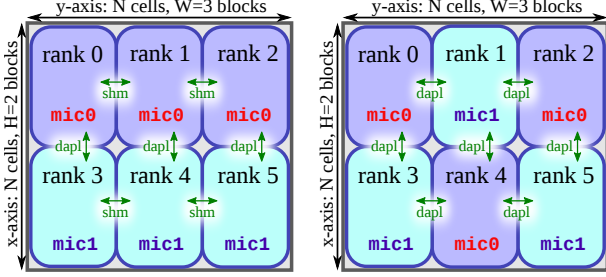 y-axis: N cells, W=3 blocks
x-axis: N cells, H=2 blocks
rank 0 rank 1 rank 2
shm shm
mic0 mic0 mic0
dapl dapl dapl
rank 3 rank 4 rank 5
shm shm
mic1 mic1 mic1
y-axis: N cells, W=3 blocks
x-axis: N cells, H=2 blocks
rank 0 rank 1 rank 2
dapl dapl
mic0 mic1 mic0
dapl dapl dapl
rank 3 rank 4 rank 5
dapl dapl
mic1 mic0 mic1